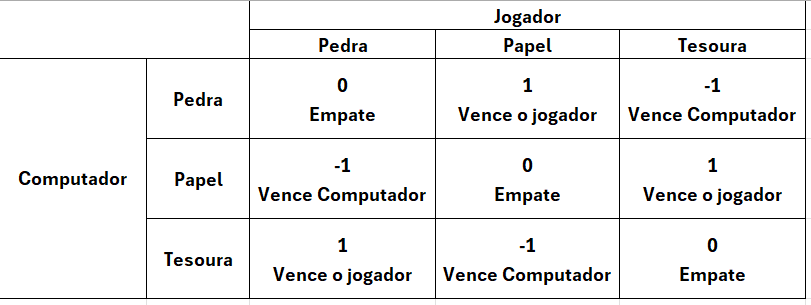 Jogador
Pedra Papel Tesoura
Computador
Pedra
0
Empate
1
Vence o jogador
-1
Vence Computador
Papel
-1
Vence Computador
0
Empate
1
Vence o jogador
Tesoura
1
Vence o jogador
-1
Vence Computador
0
Empate